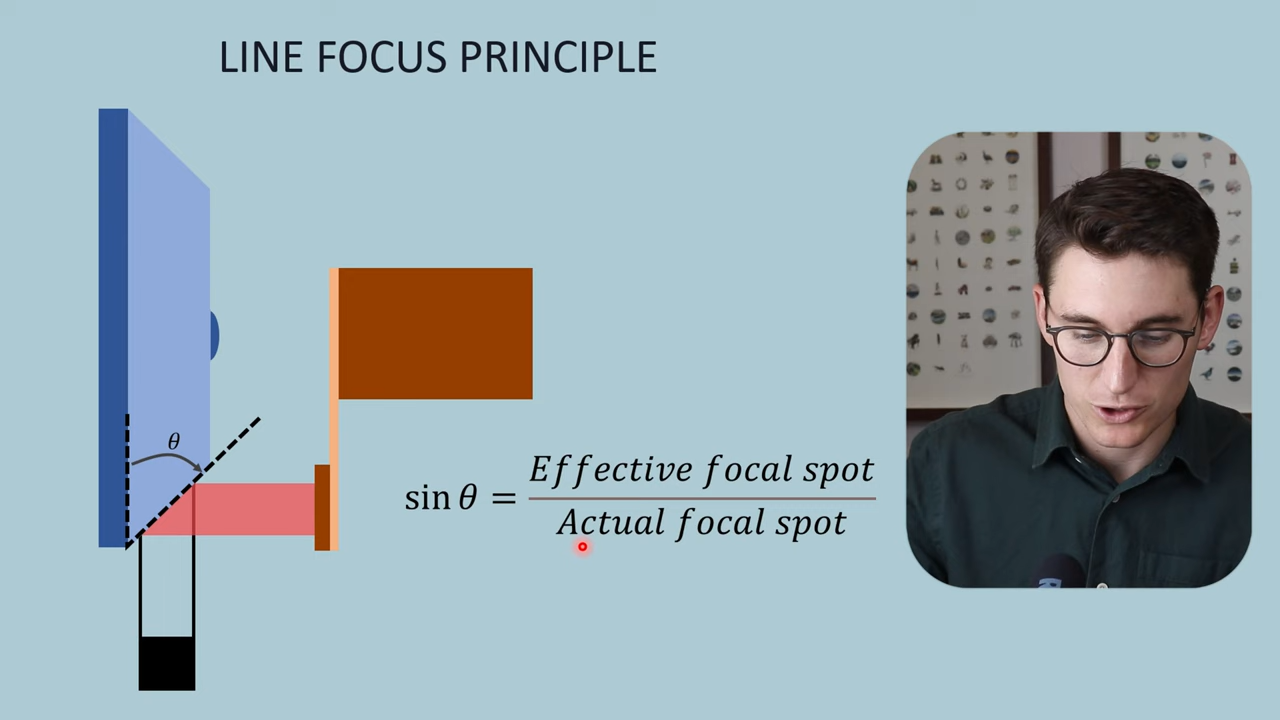 LINE FOCUS PRINCIPLE
θ
sin θ = Effective focal spot / Actual focal spot